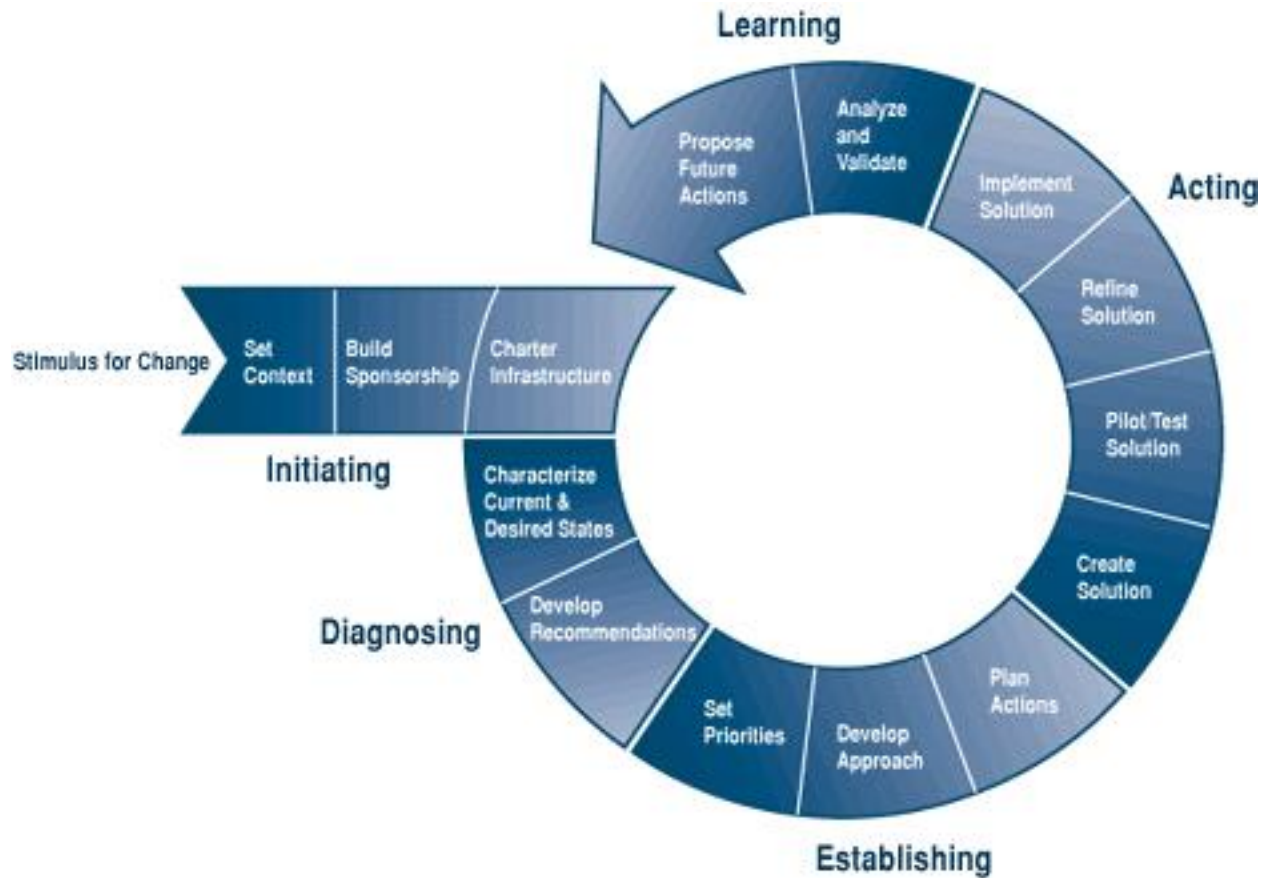 Learning
Analyze
and
Validate
Propose
Future
Actions
Implement
Solution
Acting
Refine
Solution
Stimulus for Change
Set
Context
Build
Sponsorship
Charter
Infrastructure
Pilot/Test
Solution
Initiating
Characterize
Current &
Desired States
Create
Solution
Diagnosing
Develop
Recommendations
Plan
Actions
Set
Priorities
Develop
Approach
Establishing